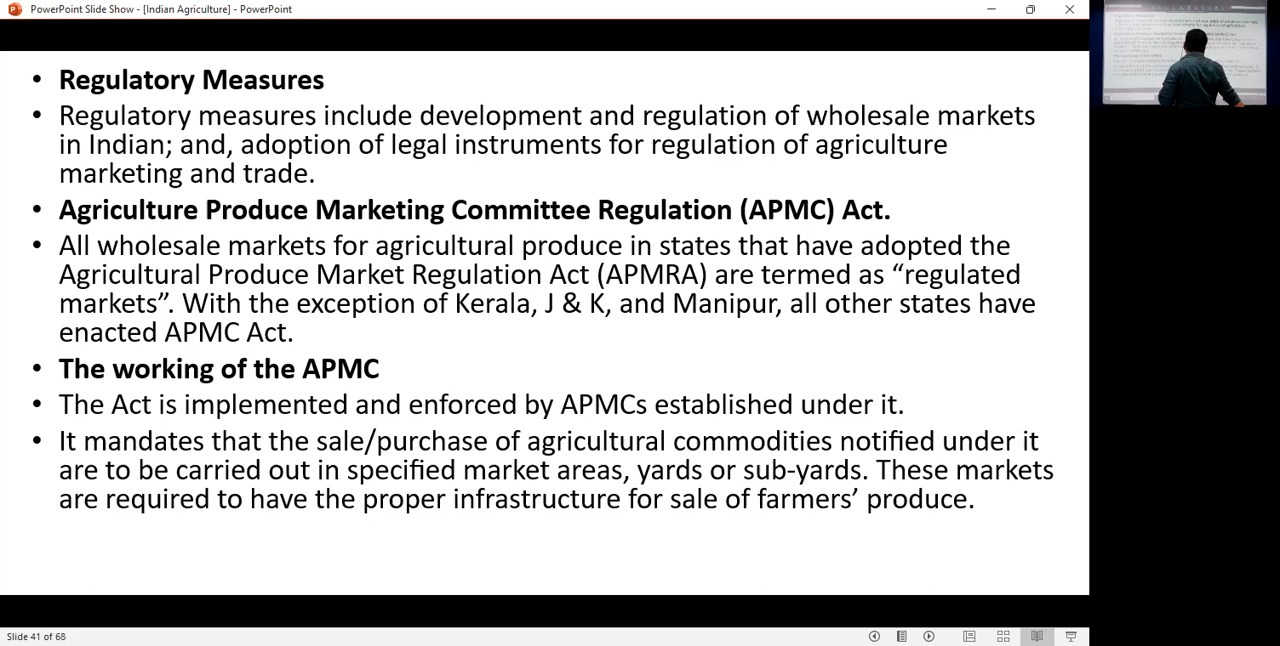 PowerPoint Slide Show - [Indian Agriculture] - PowerPoint
• Regulatory Measures
• Regulatory measures include development and regulation of wholesale markets
in Indian; and, adoption of legal instruments for regulation of agriculture
marketing and trade.
• Agriculture Produce Marketing Committee Regulation (APMC) Act.
• All wholesale markets for agricultural produce in states that have adopted the
Agricultural Produce Market Regulation Act (APMRA) are termed as “regulated
markets”. With the exception of Kerala, J & K, and Manipur, all other states have
enacted APMC Act.
• The working of the APMC
• The Act is implemented and enforced by APMCs established under it.
• It mandates that the sale/purchase of agricultural commodities notified under it
are to be carried out in specified market areas, yards or sub-yards. These markets
are required to have the proper infrastructure for sale of farmers’ produce.
Slide 41 of 68